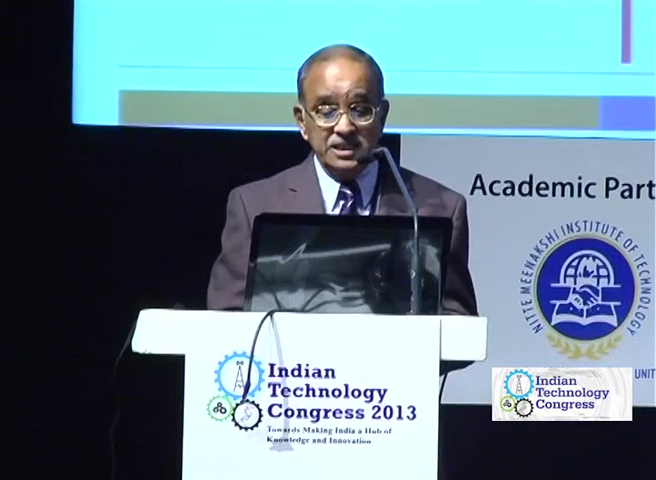 Academic Part
NITTE MEENAKSHI INSTITUTE OF TECHNOLOGY
UNIT
Indian
Technology
Congress 2013
Towards Making India a Hub of
Knowledge and Innovation
Indian
Technology
Congress